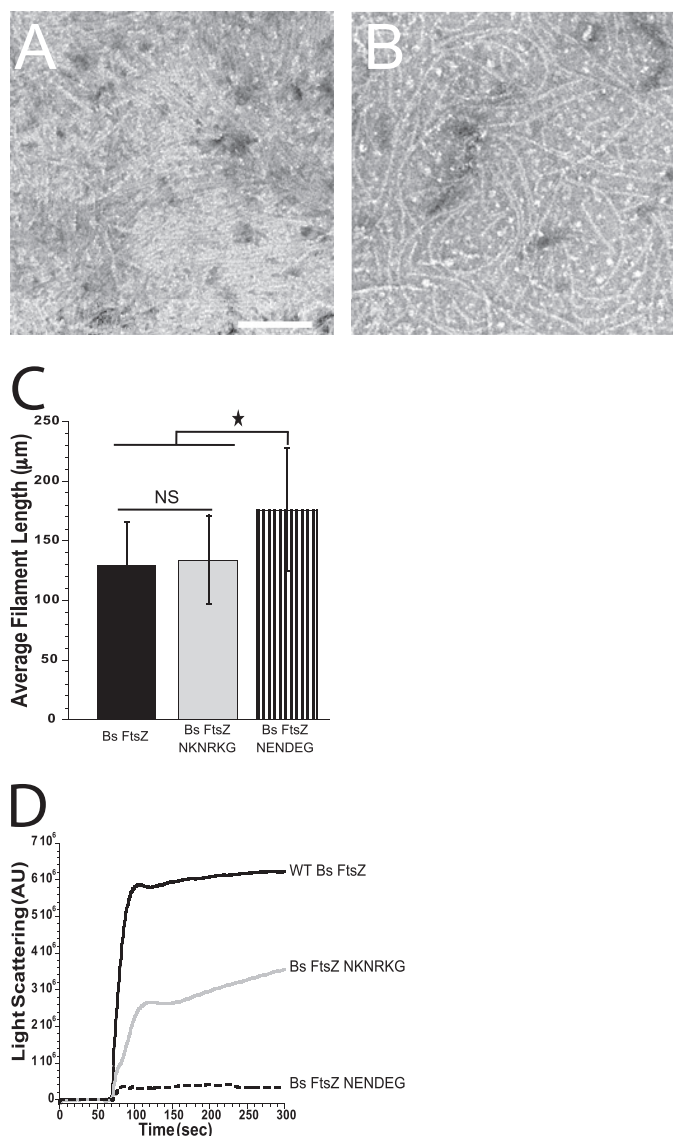 A
B
C
Average Filament Length (μm)
250
200
150
100
50
0
★
NS
Bs FtsZ
Bs FtsZ
NKNRKG
Bs FtsZ
NENDEG
D
Light Scattering (AU)
7 10⁶
6 10⁶
5 10⁶
4 10⁶
3 10⁶
2 10⁶
1 10⁶
0
WT Bs FtsZ
Bs FtsZ NKNRKG
Bs FtsZ NENDEG
0 50 100 150 200 250 300
Time (sec)